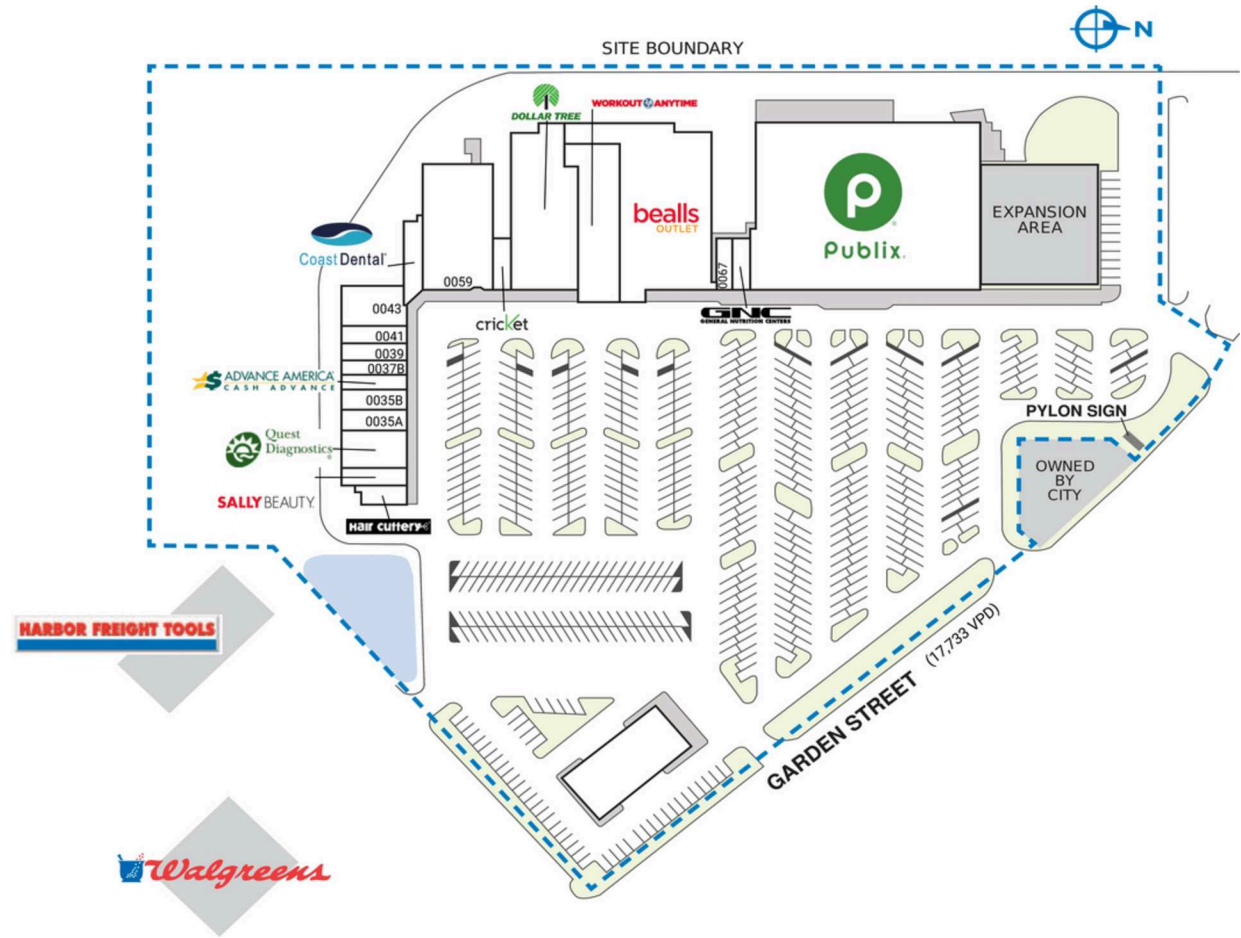 N
SITE BOUNDARY
DOLLAR TREE
WORKOUT ANYTIME
bealls
OUTLET
P
Publix.
EXPANSION
AREA
CoastDental
0059
0067
cricket
GNC
GENERAL NUTRITION CENTERS
0043
0041
0039
0037B
ADVANCE AMERICA
CASH ADVANCE
0035B
0035A
Quest
Diagnostics
SALLY BEAUTY
Hair Cuttery
PYLON SIGN
OWNED
BY
CITY
GARDEN STREET (17,733 VPD)
HARBOR FREIGHT TOOLS
Walgreens